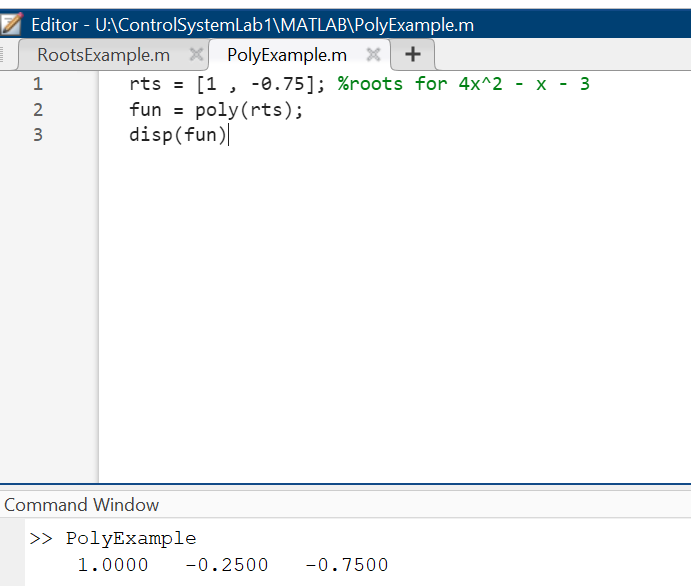 Editor - U:\ControlSystemLab1\MATLAB\PolyExample.m
RootsExample.m PolyExample.m +
1 rts = [1 , -0.75]; %roots for 4x^2 - x - 3
2 fun = poly(rts);
3 disp(fun)
Command Window
>> PolyExample
1.0000 -0.2500 -0.7500